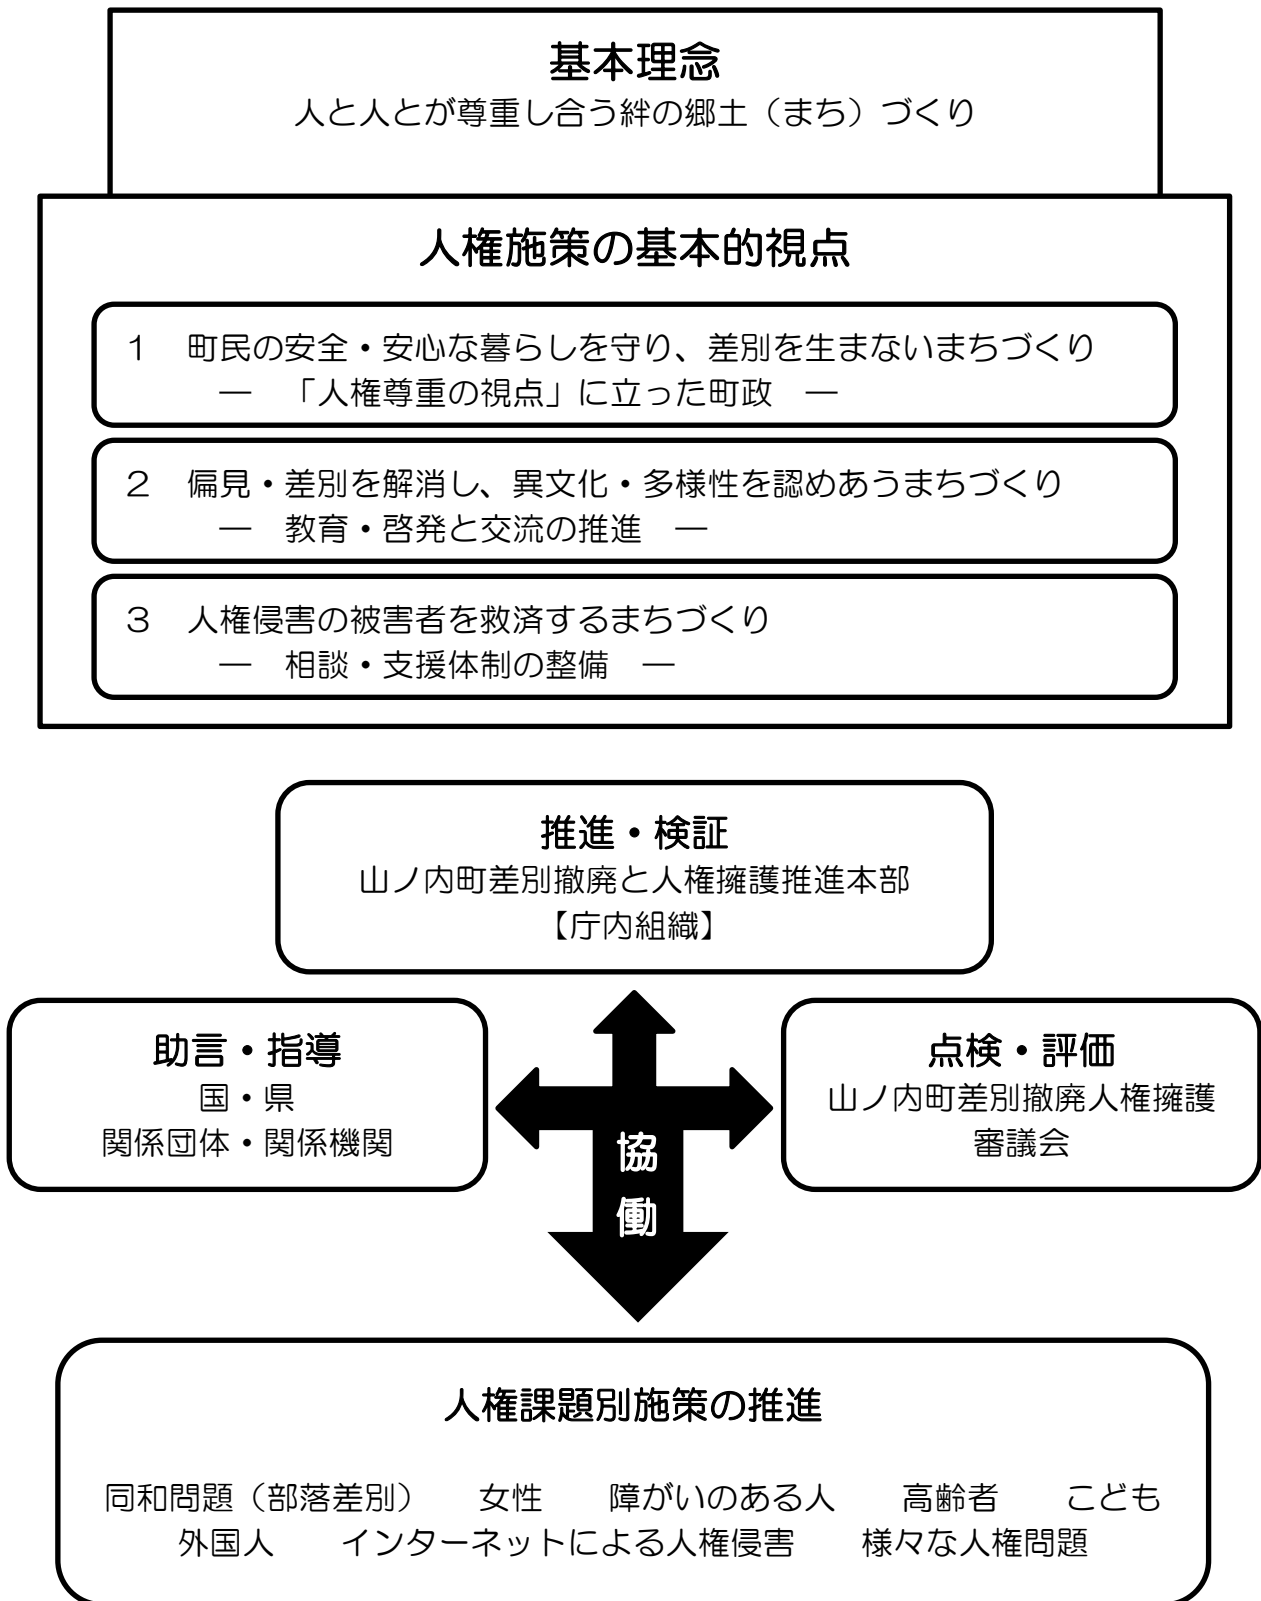 基本理念
人と人とが尊重し合う絆の郷土（まち）づくり
人権施策の基本的視点
１　町民の安全・安心な暮らしを守り、差別を生まないまちづくり
―　「人権尊重の視点」に立った町政　―
２　偏見・差別を解消し、異文化・多様性を認めあうまちづくり
―　教育・啓発と交流の推進　―
３　人権侵害の被害者を救済するまちづくり
―　相談・支援体制の整備　―
推進・検証
山ノ内町差別撤廃と人権擁護推進本部
【庁内組織】
助言・指導
国・県
関係団体・関係機関
点検・評価
山ノ内町差別撤廃人権擁護
審議会
協
働
人権課題別施策の推進
同和問題（部落差別）　女性　障がいのある人　高齢者　こども
外国人　インターネットによる人権侵害　様々な人権問題